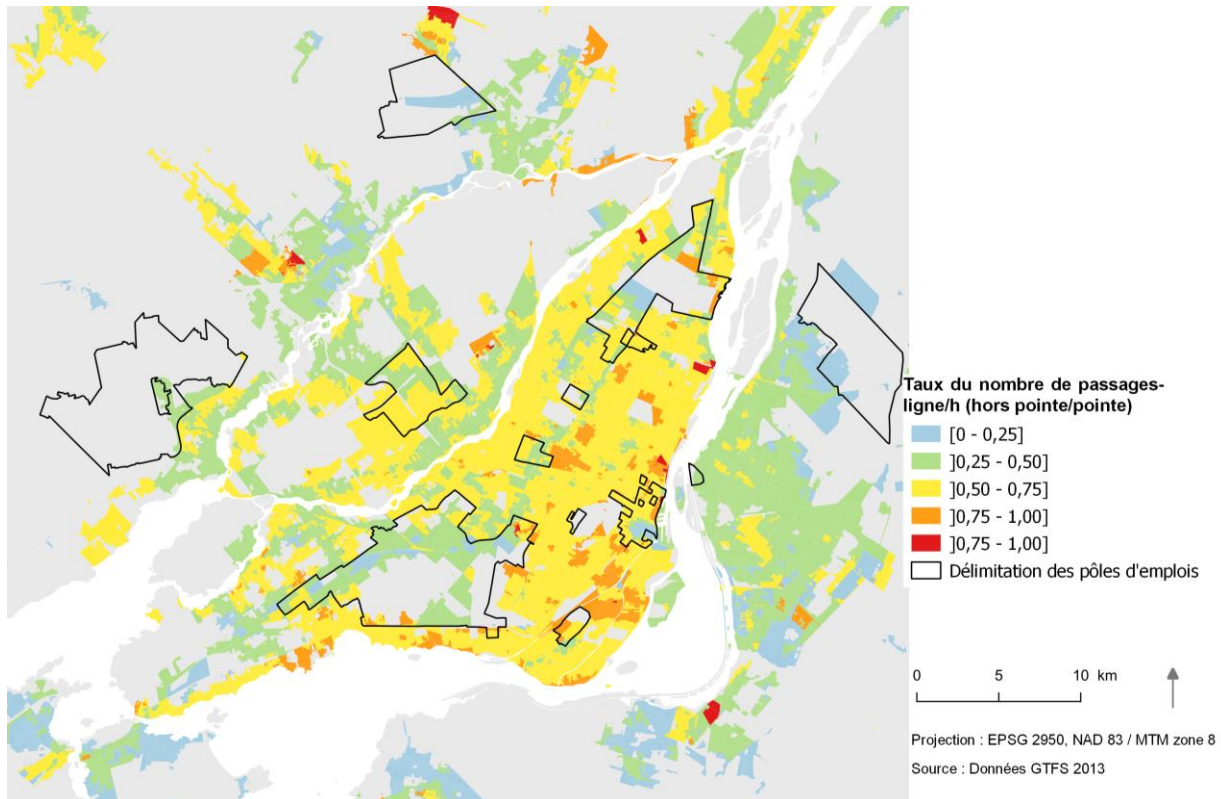 Taux du nombre de passages-
ligne/h (hors pointe/pointe)
[0 - 0,25]
]0,25 - 0,50]
]0,50 - 0,75]
]0,75 - 1,00]
]0,75 - 1,00]
Délimitation des pôles d'emplois
0 5 10 km
Projection : EPSG 2950, NAD 83 / MTM zone 8
Source : Données GTFS 2013